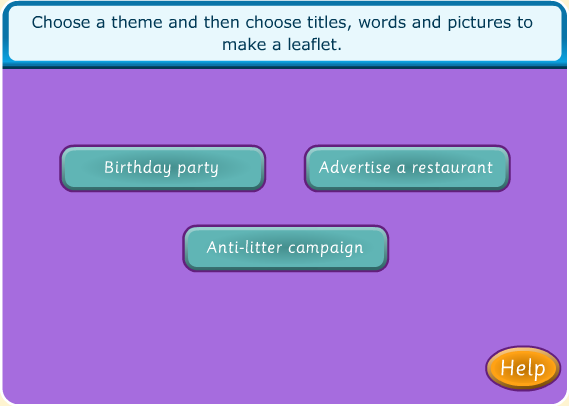 Choose a theme and then choose titles, words and pictures to
make a leaflet.
Birthday party
Advertise a restaurant
Anti-litter campaign
Help